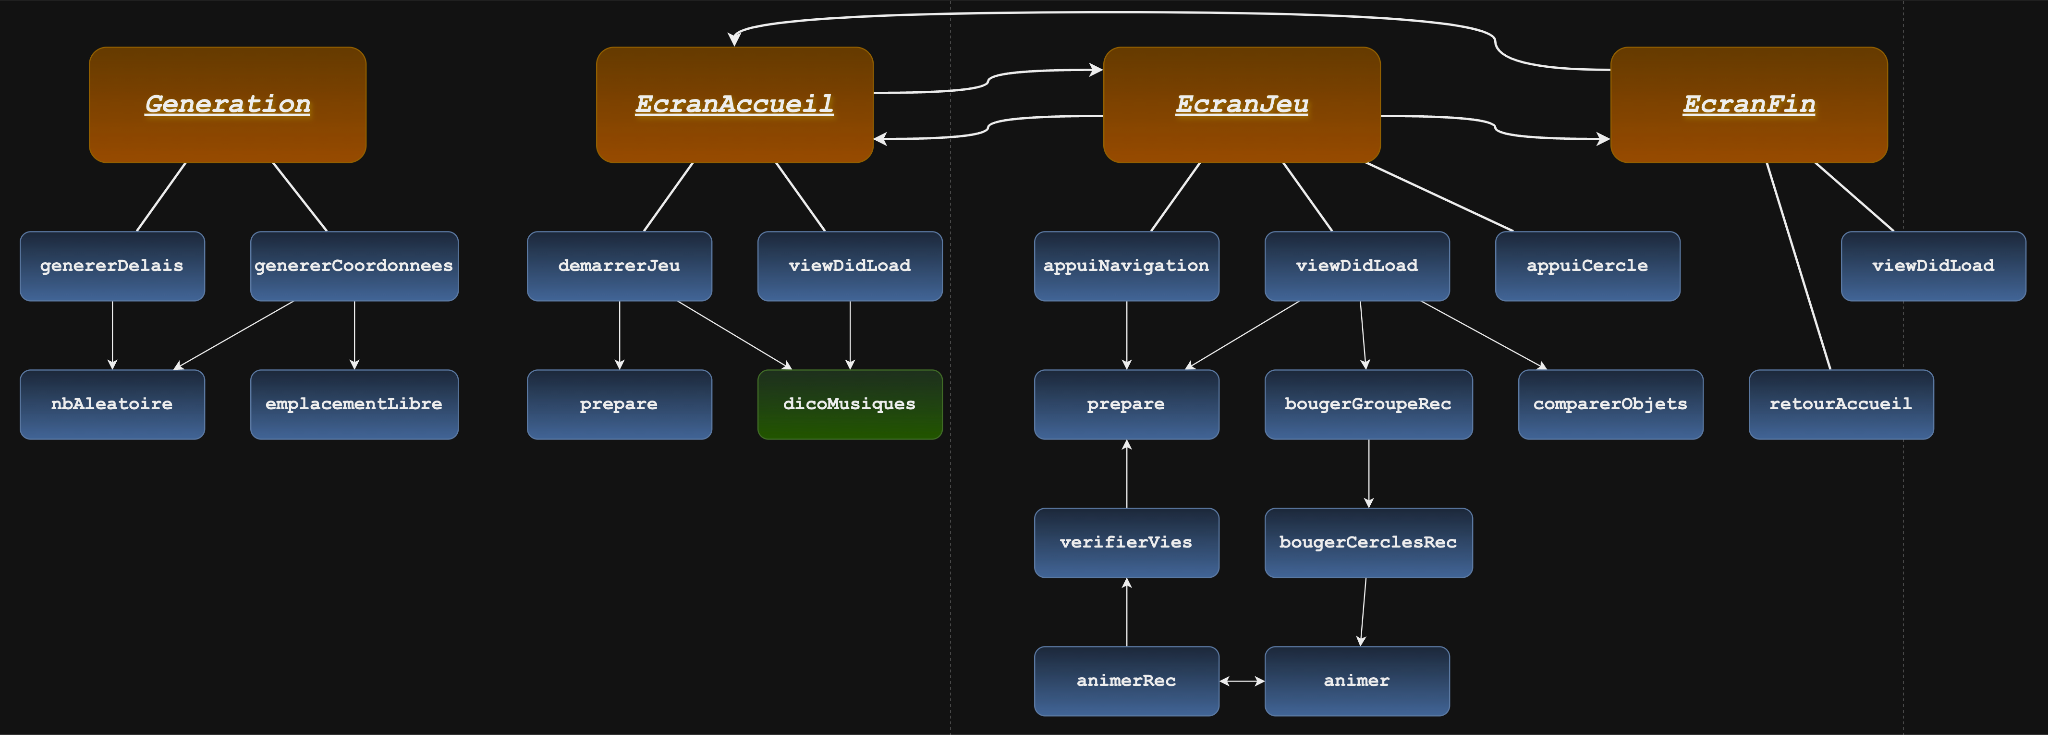 Generation
EcranAccueil
EcranJeu
EcranFin
genererDelais
genererCoordonnees
demarrerJeu
viewDidLoad
appuiNavigation
viewDidLoad
appuiCercle
viewDidLoad
nbAleatoire
emplacementLibre
prepare
dicoMusiques
prepare
bougerGroupeRec
comparerObjets
retourAccueil
verifierVies
bougerCerclesRec
animerRec
animer